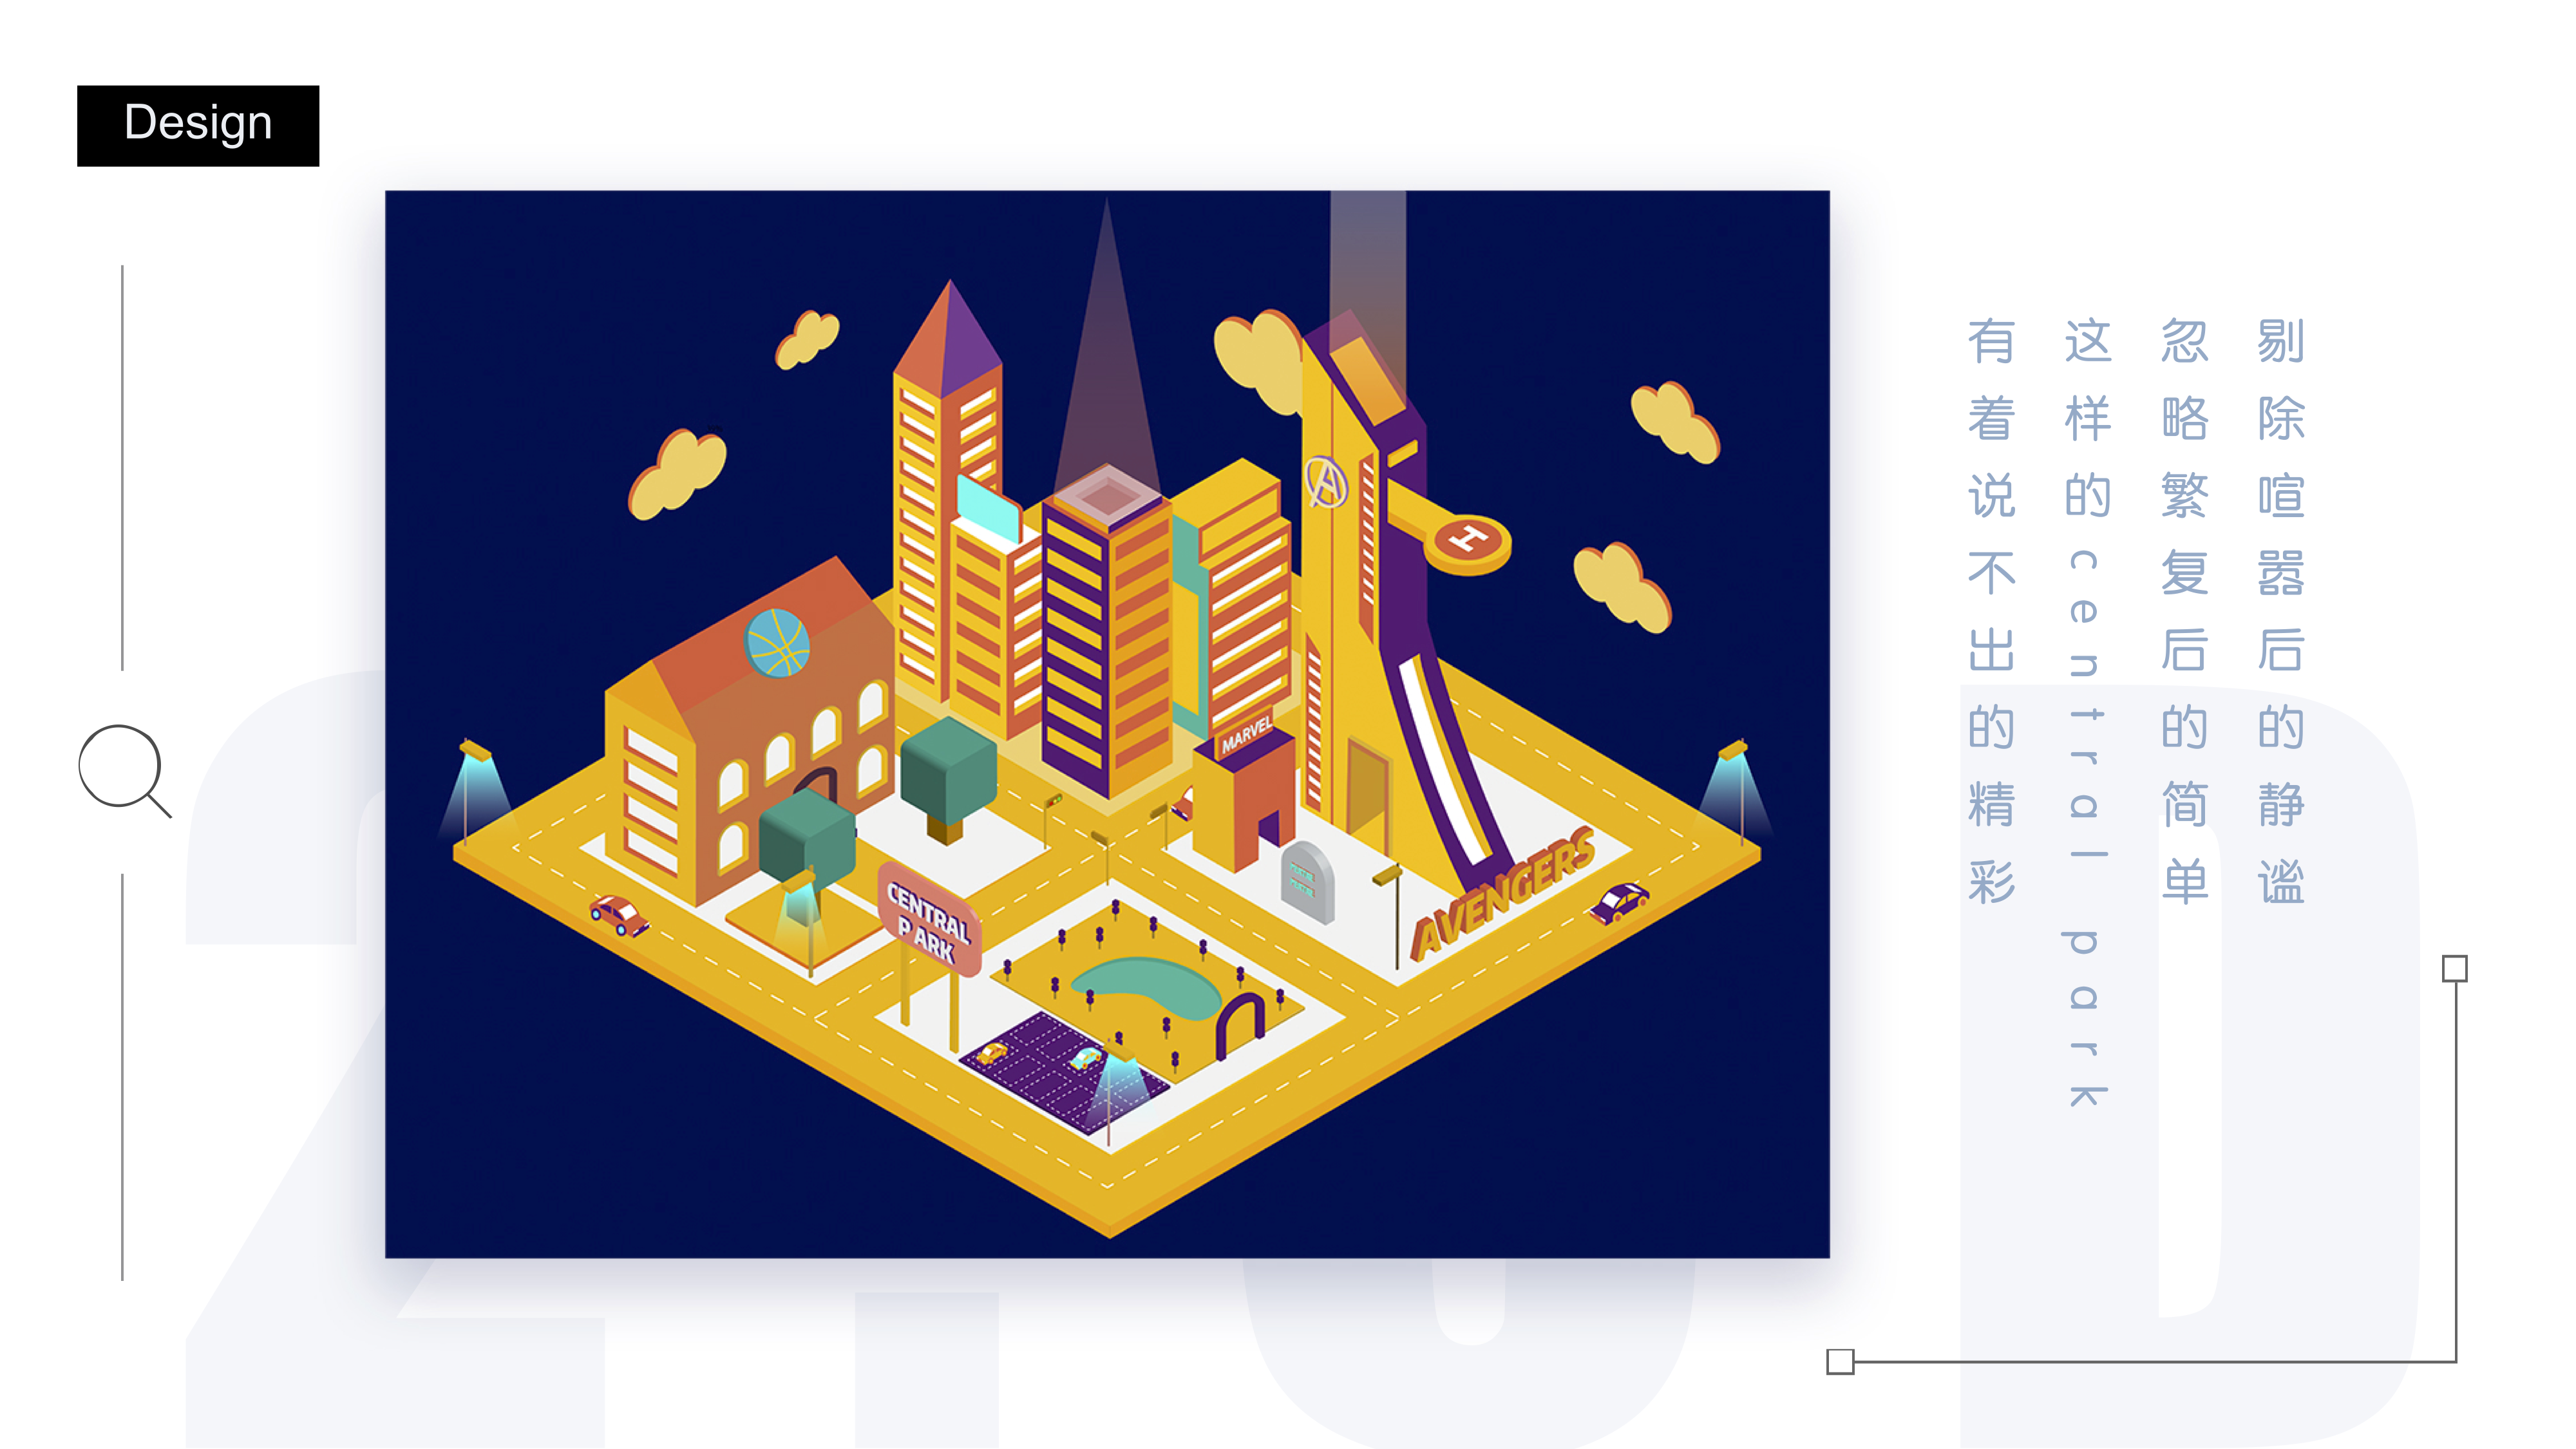 Design
MARVEL
H
AVENGERS
CENTRAL
PARK
剔除喧嚣后的静谧
忽略繁复后的简单
这样的central park
有着说不出的精彩